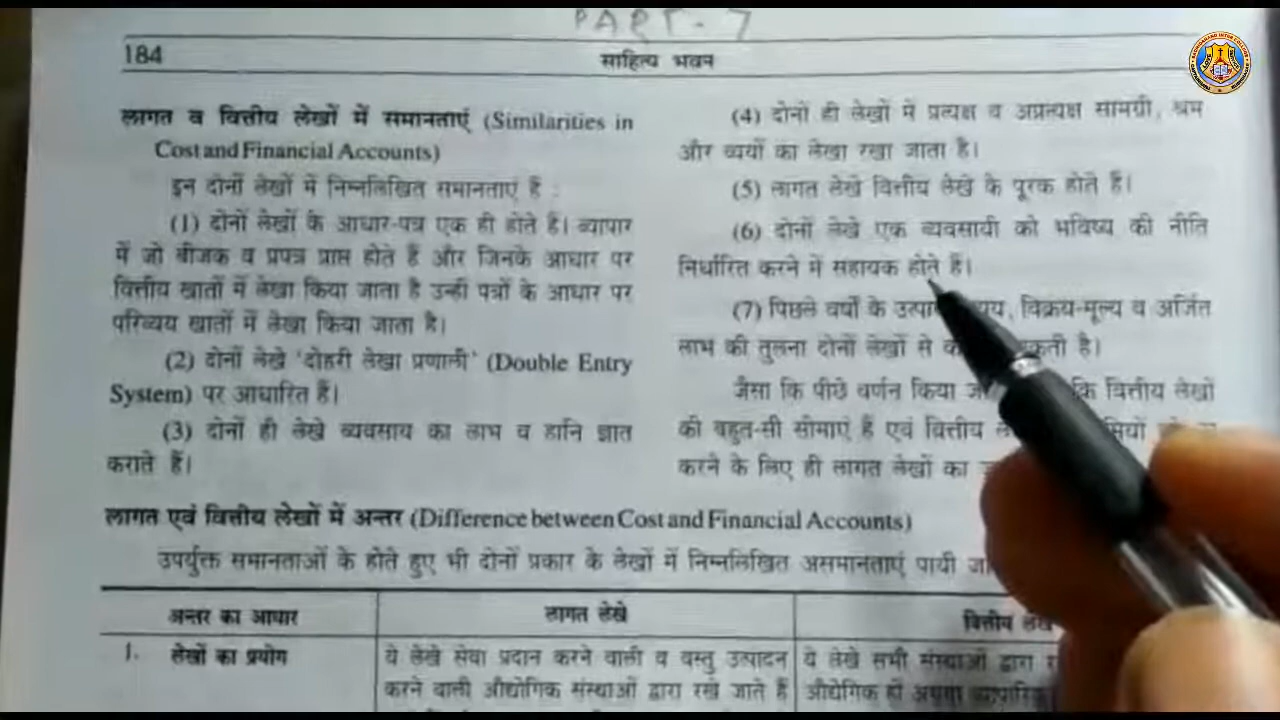 PART-7
184
साहित्य भवन
लागत व वित्तीय लेखों में समानताएं (Similarities in
Cost and Financial Accounts)
इन दोनों लेखों में निम्नलिखित समानताएं हैं :
(1) दोनों लेखों के आधार-पत्र एक ही होते हैं। व्यापार
में जो बीजक व प्रपत्र प्राप्त होते हैं और जिनके आधार पर
वित्तीय खातों में लेखा किया जाता है उन्हीं पत्रों के आधार पर
परिव्यय खातों में लेखा किया जाता है।
(2) दोनों लेखे 'दोहरी लेखा प्रणाली' (Double Entry
System) पर आधारित हैं।
(3) दोनों ही लेखे व्यवसाय का लाभ व हानि ज्ञात
कराते हैं।
(4) दोनों ही लेखों में प्रत्यक्ष व अप्रत्यक्ष सामग्री, श्रम
और व्ययों का लेखा रखा जाता है।
(5) लागत लेखे वित्तीय लेखे के पूरक होते हैं।
(6) दोनों लेखे एक व्यवसायी को भविष्य की नीति
निर्धारित करने में सहायक होते हैं।
(7) पिछले वर्षों के विक्रय-मूल्य व अर्जित
लाभ की तुलना दोनों लेखों से है।
जैसा कि पीछे वर्णन किया कि वित्तीय लेखों
की बहुत-सी सीमाएं हैं एवं वित्तीय
करने के लिए ही लागत लेखों का
लागत एवं वित्तीय लेखों में अन्तर (Difference between Cost and Financial Accounts)
उपर्युक्त समानताओं के होते हुए भी दोनों प्रकार के लेखों में निम्नलिखित असमानताएं पायी
अन्तर का आधार लागत लेखे वित्तीय लेखे
1. लेखों का प्रयोग ये लेखे सेवा प्रदान करने वाली व वस्तु उत्पादन ये लेखे सभी संस्थाओं द्वारा
करने वाली औद्योगिक संस्थाओं द्वारा रखे जाते हैं औद्योगिक हों अथवा